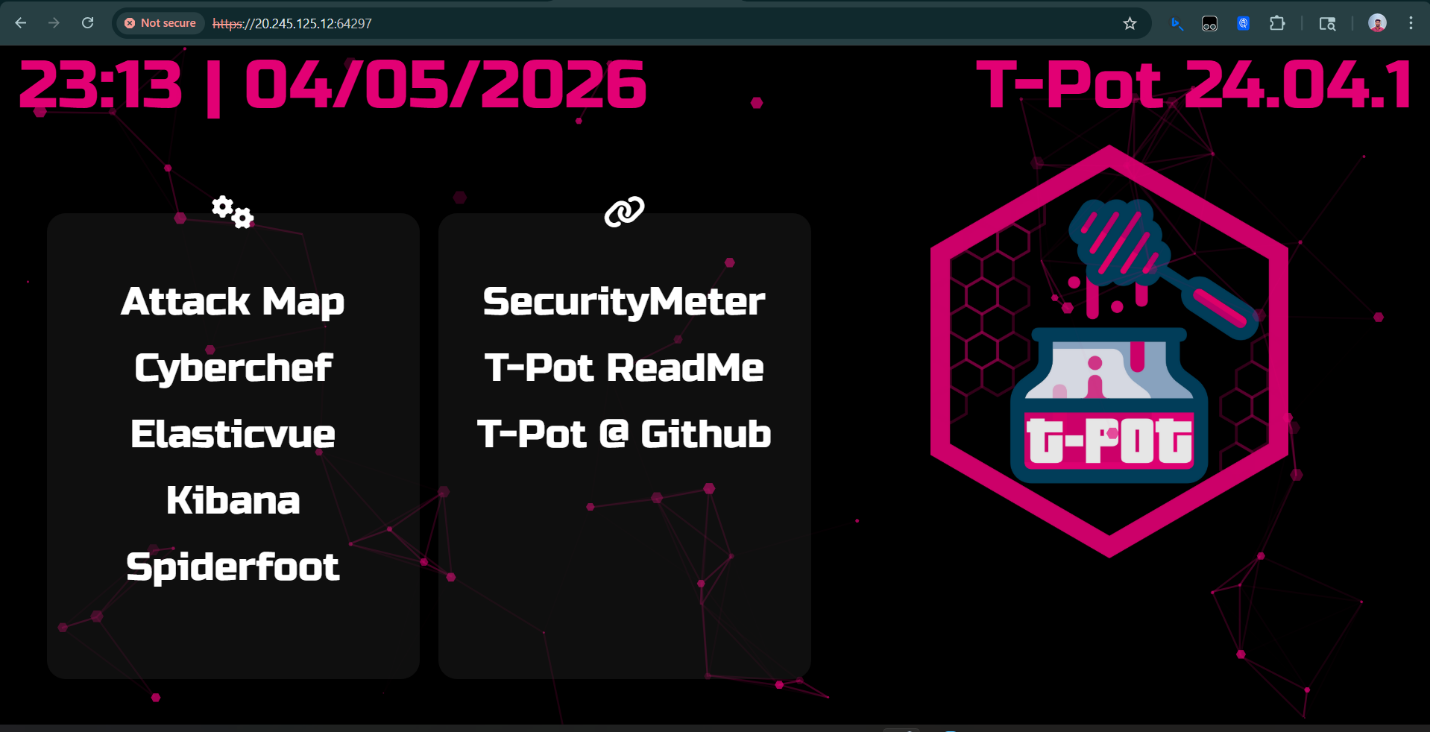 Not secure
https://20.245.125.12:64297
23:13 | 04/05/2026
T-Pot 24.04.1
Attack Map
Cyberchef
Elasticvue
Kibana
Spiderfoot
SecurityMeter
T-Pot ReadMe
T-Pot @ Github
t-pot